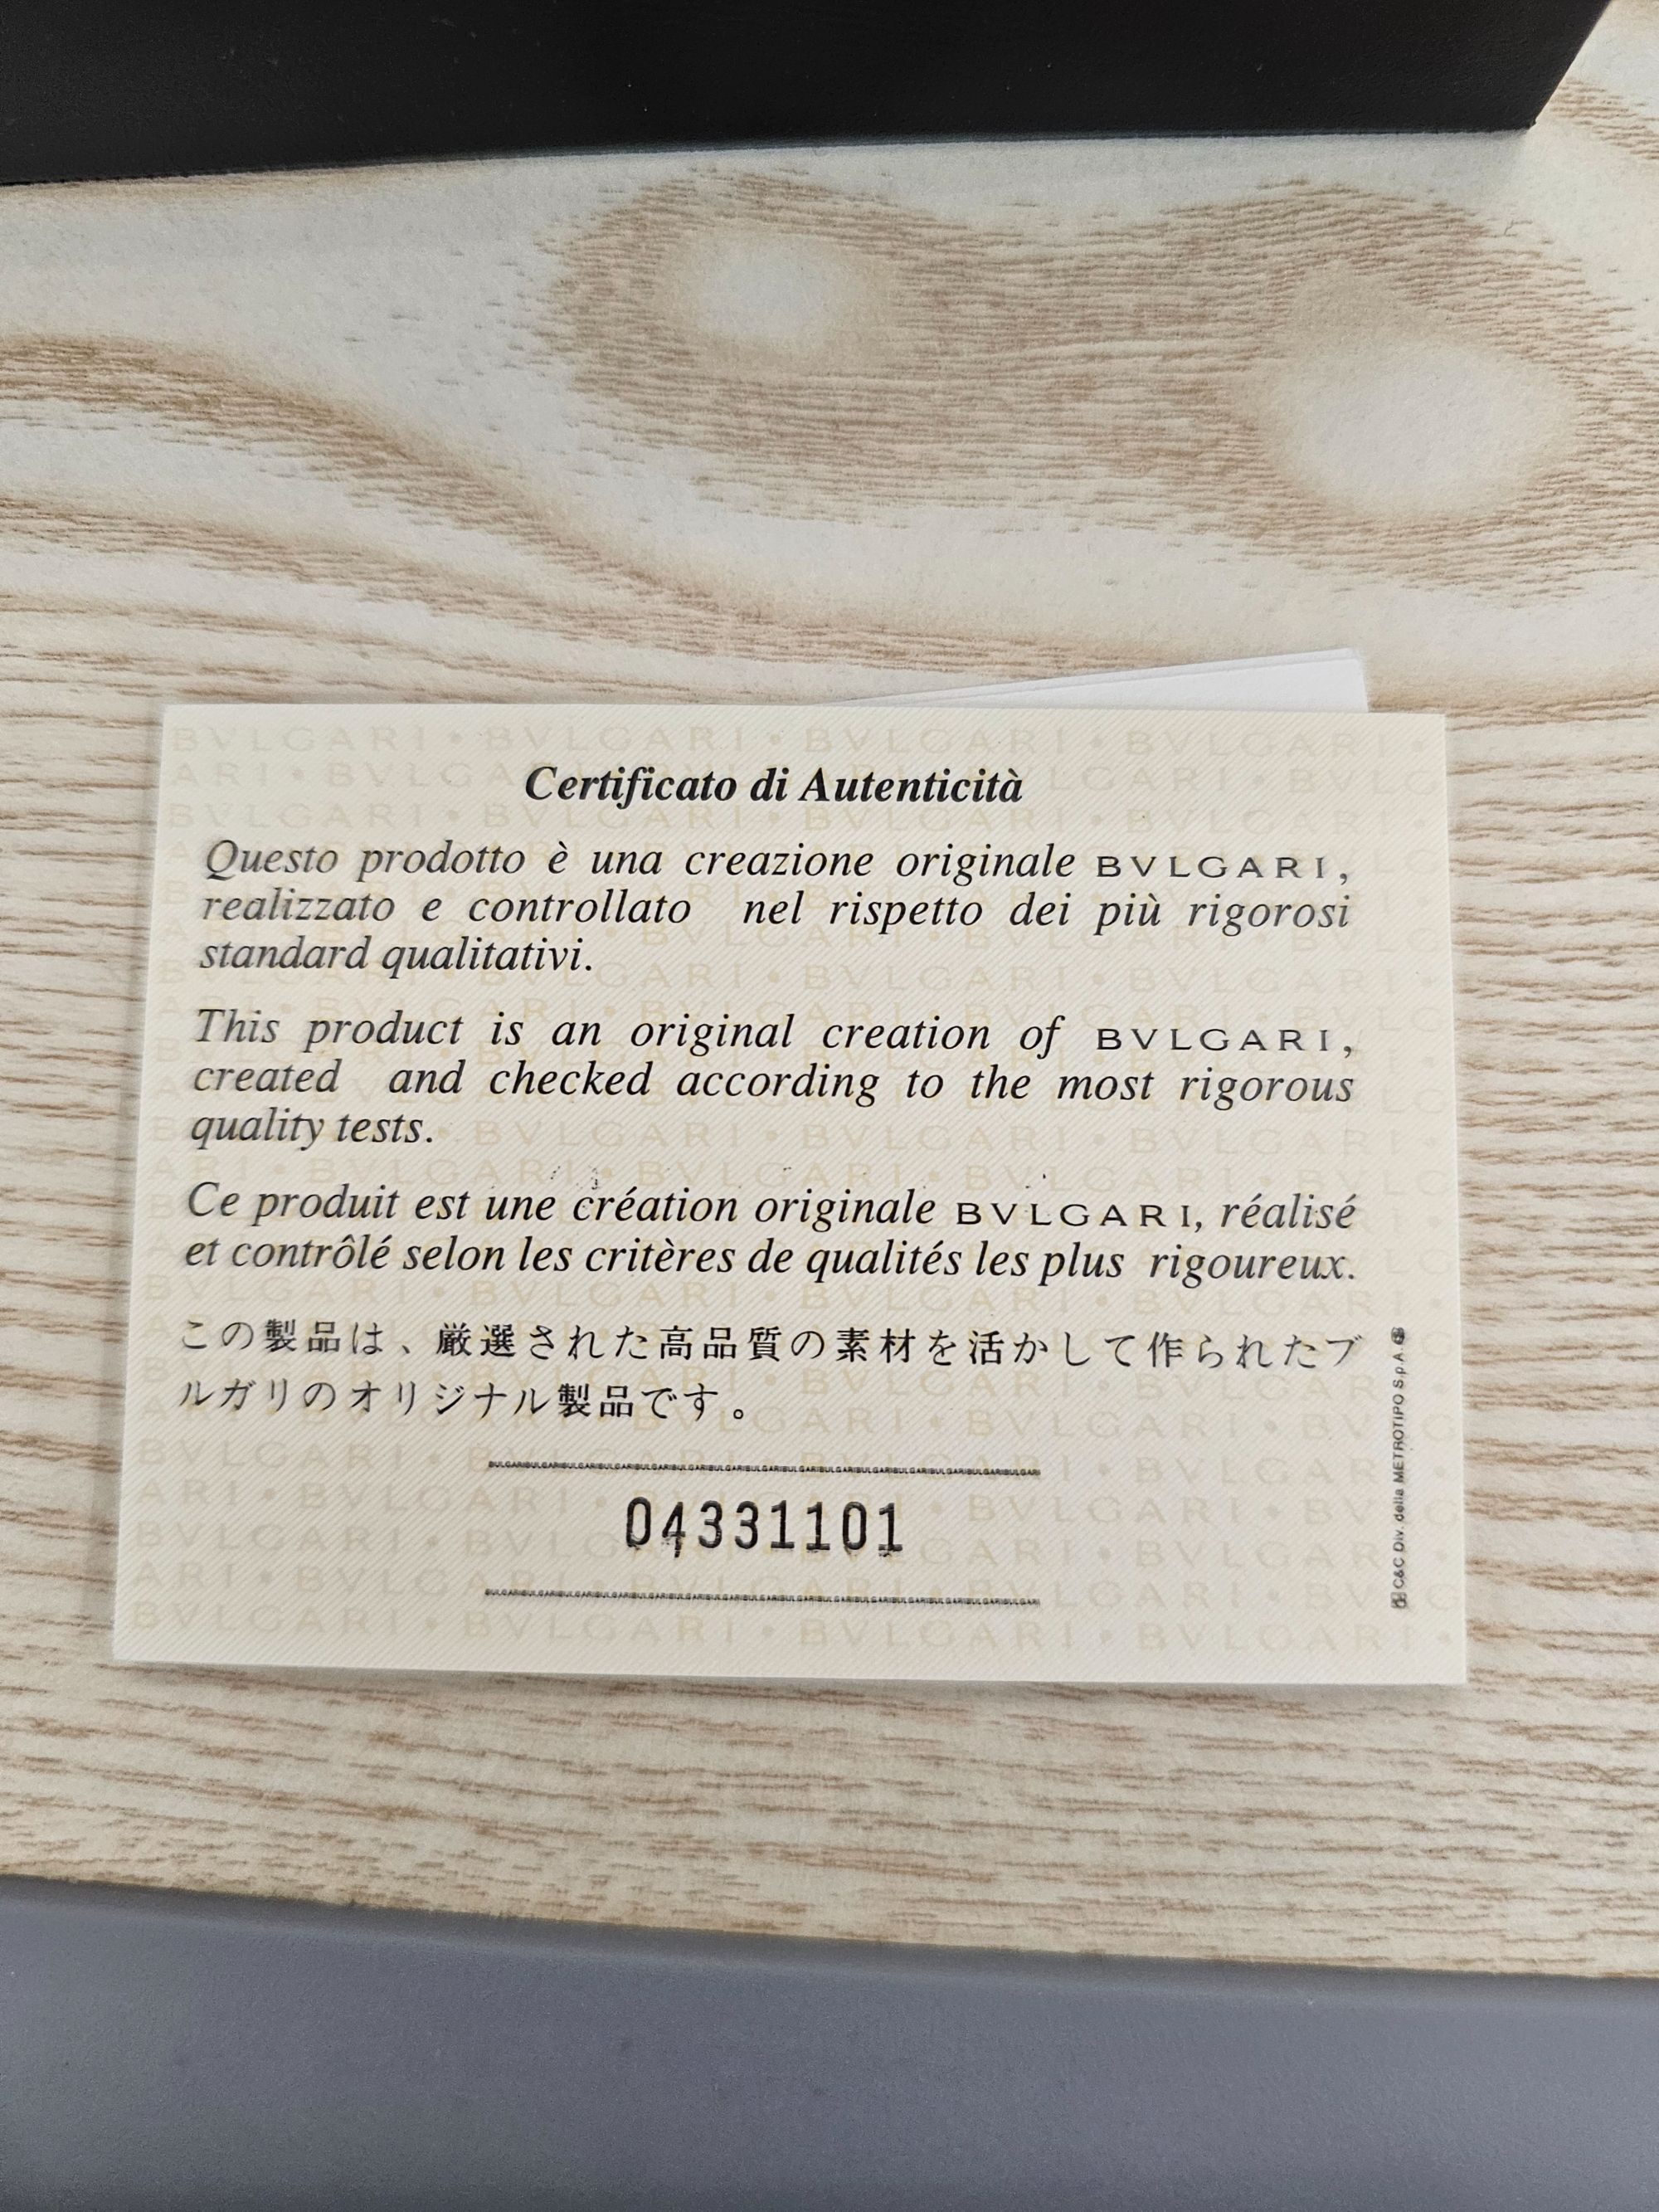 Certificato di Autenticità
Questo prodotto è una creazione originale BVLGARI,
realizzato e controllato nel rispetto dei più rigorosi
standard qualitativi.
This product is an original creation of BVLGARI,
created and checked according to the most rigorous
quality tests.
Ce produit est une création originale BVLGARI, réalisé
et contrôlé selon les critères de qualités les plus rigoureux.
この製品は、厳選された高品質の素材を活かして作られたブ
ルガリのオリジナル製品です。
04331101
C&C Div. della METROTIPO S.p.A.